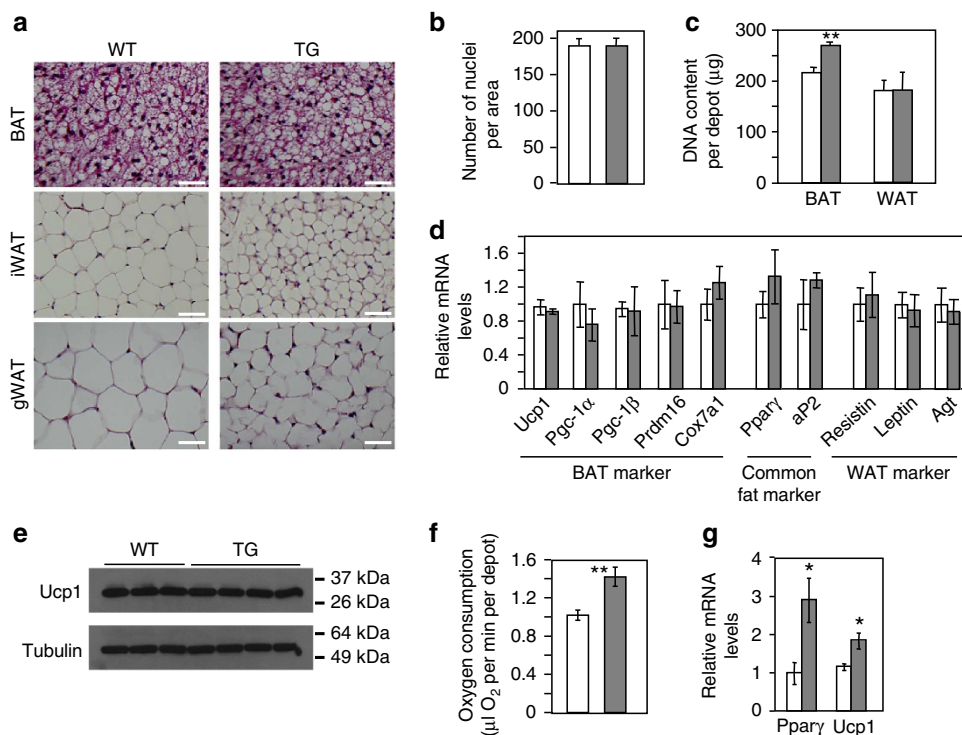 a
WT
TG
BAT
iWAT
gWAT
b
Number of nuclei
per area
200
150
100
50
0
c
DNA content
per depot (μg)
300
200
100
0
**
BAT
WAT
d
Relative mRNA
levels
1.6
1.2
0.8
0.4
0
Ucp1
Pgc-1α
Pgc-1β
Prdm16
Cox7a1
Pparγ
aP2
Resistin
Leptin
Agt
BAT marker
Common
fat marker
WAT marker
e
WT
TG
Ucp1
37 kDa
26 kDa
Tubulin
64 kDa
49 kDa
f
Oxygen consumption
(μl O2 per min per depot)
1.6
1.2
0.8
0.4
0
**
g
Relative mRNA
levels
4
3
2
1
0
*
*
Pparγ
Ucp1